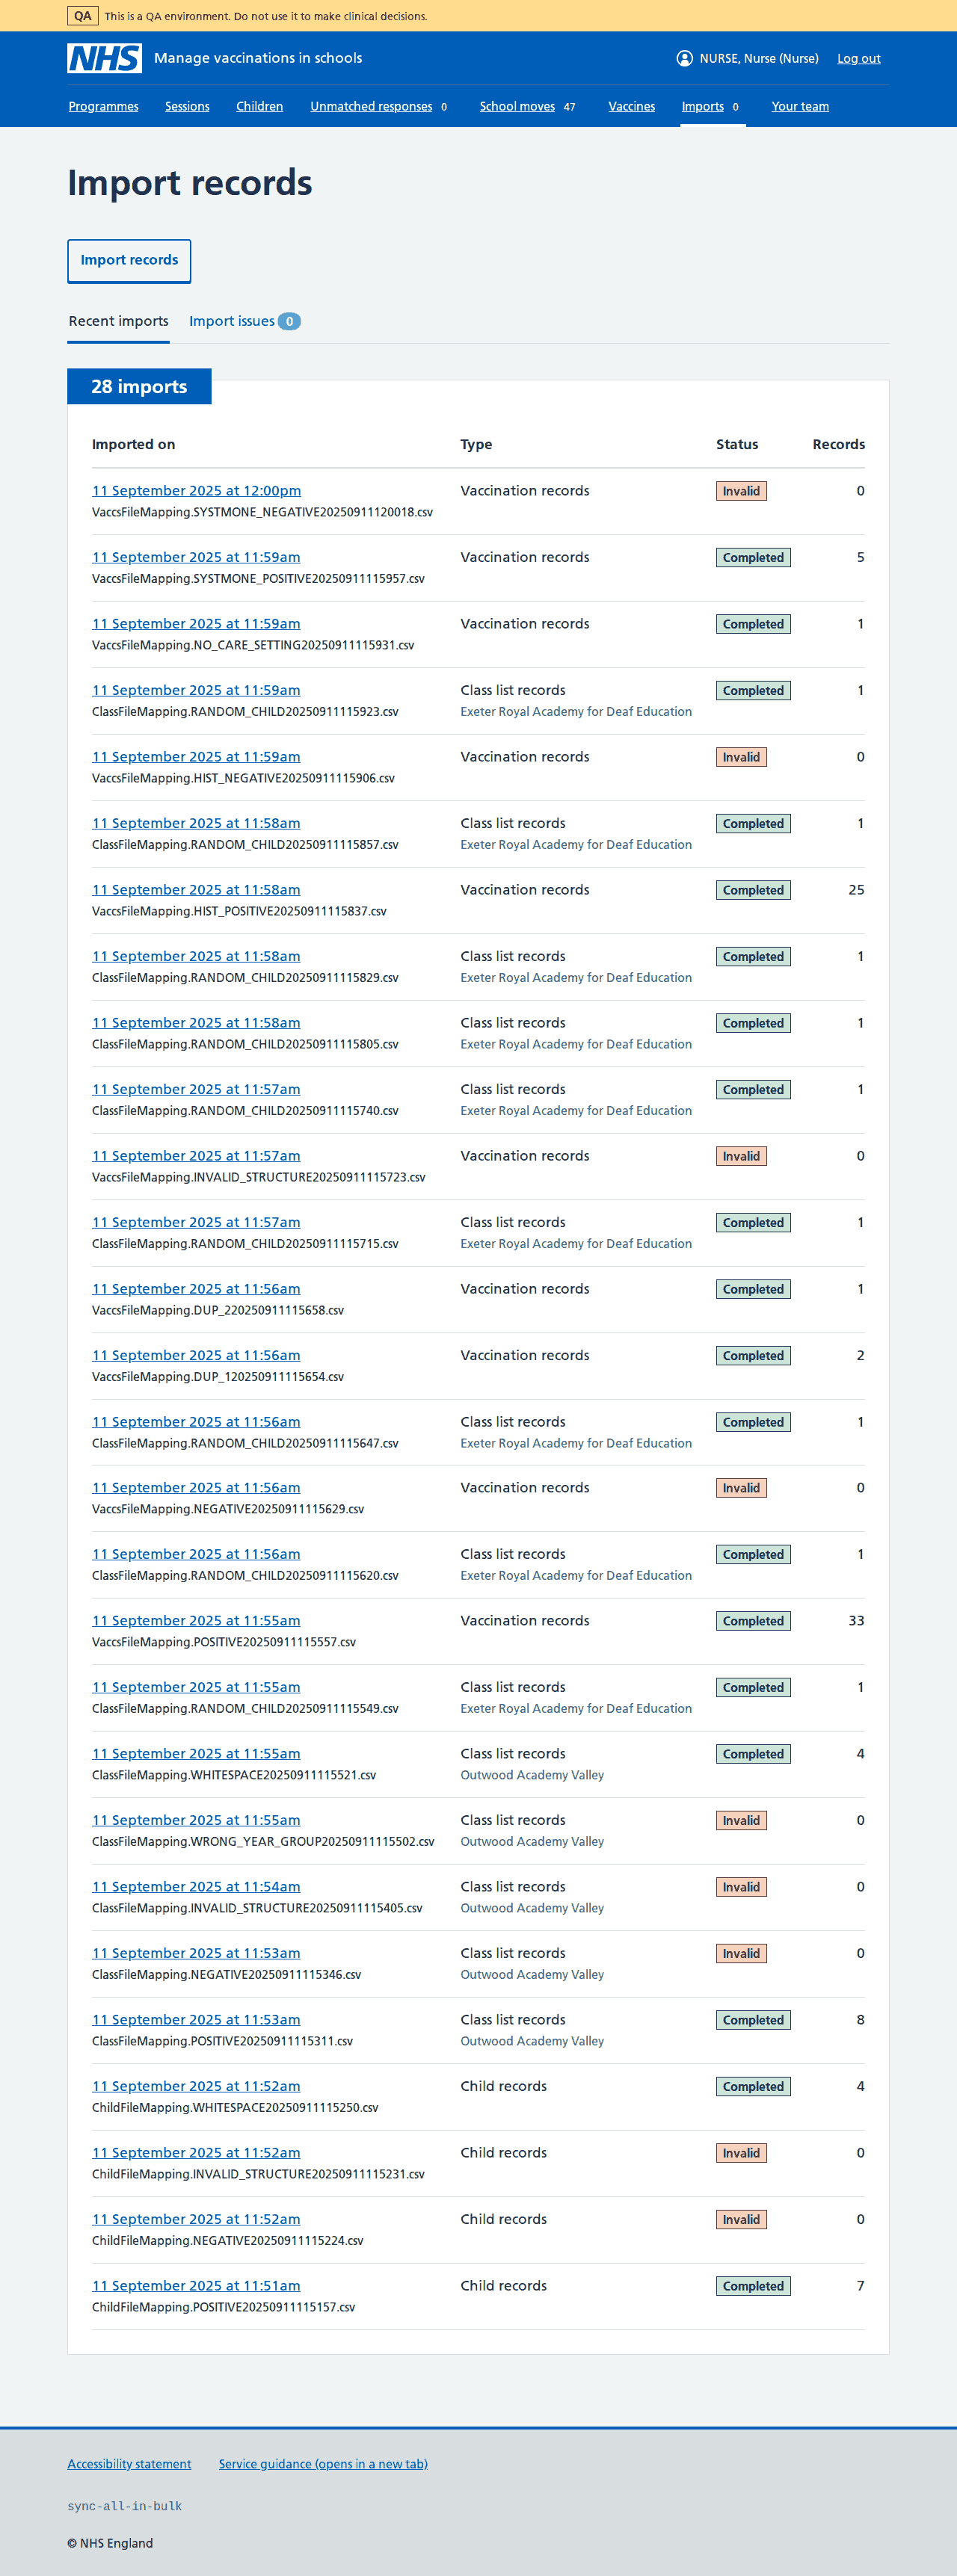 QA This is a QA environment. Do not use it to make clinical decisions.
NHS Manage vaccinations in schools NURSE, Nurse (Nurse) Log out
Programmes Sessions Children Unmatched responses 0 School moves 47 Vaccines Imports 0 Your team
Import records
Import records
Recent imports Import issues 0
28 imports
Imported on Type Status Records
11 September 2025 at 12:00pm Vaccination records Invalid 0
VaccsFileMapping.SYSTMONE_NEGATIVE20250911120018.csv
11 September 2025 at 11:59am Vaccination records Completed 5
VaccsFileMapping.SYSTMONE_POSITIVE20250911115957.csv
11 September 2025 at 11:59am Vaccination records Completed 1
VaccsFileMapping.NO_CARE_SETTING20250911115931.csv
11 September 2025 at 11:59am Class list records Completed 1
ClassFileMapping.RANDOM_CHILD20250911115923.csv Exeter Royal Academy for Deaf Education
11 September 2025 at 11:59am Vaccination records Invalid 0
VaccsFileMapping.HIST_NEGATIVE20250911115906.csv
11 September 2025 at 11:58am Class list records Completed 1
ClassFileMapping.RANDOM_CHILD20250911115857.csv Exeter Royal Academy for Deaf Education
11 September 2025 at 11:58am Vaccination records Completed 25
VaccsFileMapping.HIST_POSITIVE20250911115837.csv
11 September 2025 at 11:58am Class list records Completed 1
ClassFileMapping.RANDOM_CHILD20250911115829.csv Exeter Royal Academy for Deaf Education
11 September 2025 at 11:58am Class list records Completed 1
ClassFileMapping.RANDOM_CHILD20250911115805.csv Exeter Royal Academy for Deaf Education
11 September 2025 at 11:57am Class list records Completed 1
ClassFileMapping.RANDOM_CHILD20250911115740.csv Exeter Royal Academy for Deaf Education
11 September 2025 at 11:57am Vaccination records Invalid 0
VaccsFileMapping.INVALID_STRUCTURE20250911115723.csv
11 September 2025 at 11:57am Class list records Completed 1
ClassFileMapping.RANDOM_CHILD20250911115715.csv Exeter Royal Academy for Deaf Education
11 September 2025 at 11:56am Vaccination records Completed 1
VaccsFileMapping.DUP_220250911115658.csv
11 September 2025 at 11:56am Vaccination records Completed 2
VaccsFileMapping.DUP_120250911115654.csv
11 September 2025 at 11:56am Class list records Completed 1
ClassFileMapping.RANDOM_CHILD20250911115647.csv Exeter Royal Academy for Deaf Education
11 September 2025 at 11:56am Vaccination records Invalid 0
VaccsFileMapping.NEGATIVE20250911115629.csv
11 September 2025 at 11:56am Class list records Completed 1
ClassFileMapping.RANDOM_CHILD20250911115620.csv Exeter Royal Academy for Deaf Education
11 September 2025 at 11:55am Vaccination records Completed 33
VaccsFileMapping.POSITIVE20250911115557.csv
11 September 2025 at 11:55am Class list records Completed 1
ClassFileMapping.RANDOM_CHILD20250911115549.csv Exeter Royal Academy for Deaf Education
11 September 2025 at 11:55am Class list records Completed 4
ClassFileMapping.WHITESPACE20250911115521.csv Outwood Academy Valley
11 September 2025 at 11:55am Class list records Invalid 0
ClassFileMapping.WRONG_YEAR_GROUP20250911115502.csv Outwood Academy Valley
11 September 2025 at 11:54am Class list records Invalid 0
ClassFileMapping.INVALID_STRUCTURE20250911115405.csv Outwood Academy Valley
11 September 2025 at 11:53am Class list records Invalid 0
ClassFileMapping.NEGATIVE20250911115346.csv Outwood Academy Valley
11 September 2025 at 11:53am Class list records Completed 8
ClassFileMapping.POSITIVE20250911115311.csv Outwood Academy Valley
11 September 2025 at 11:52am Child records Completed 4
ChildFileMapping.WHITESPACE20250911115250.csv
11 September 2025 at 11:52am Child records Invalid 0
ChildFileMapping.INVALID_STRUCTURE20250911115231.csv
11 September 2025 at 11:52am Child records Invalid 0
ChildFileMapping.NEGATIVE20250911115224.csv
11 September 2025 at 11:51am Child records Completed 7
ChildFileMapping.POSITIVE20250911115157.csv
Accessibility statement Service guidance (opens in a new tab)
sync-all-in-bulk
© NHS England